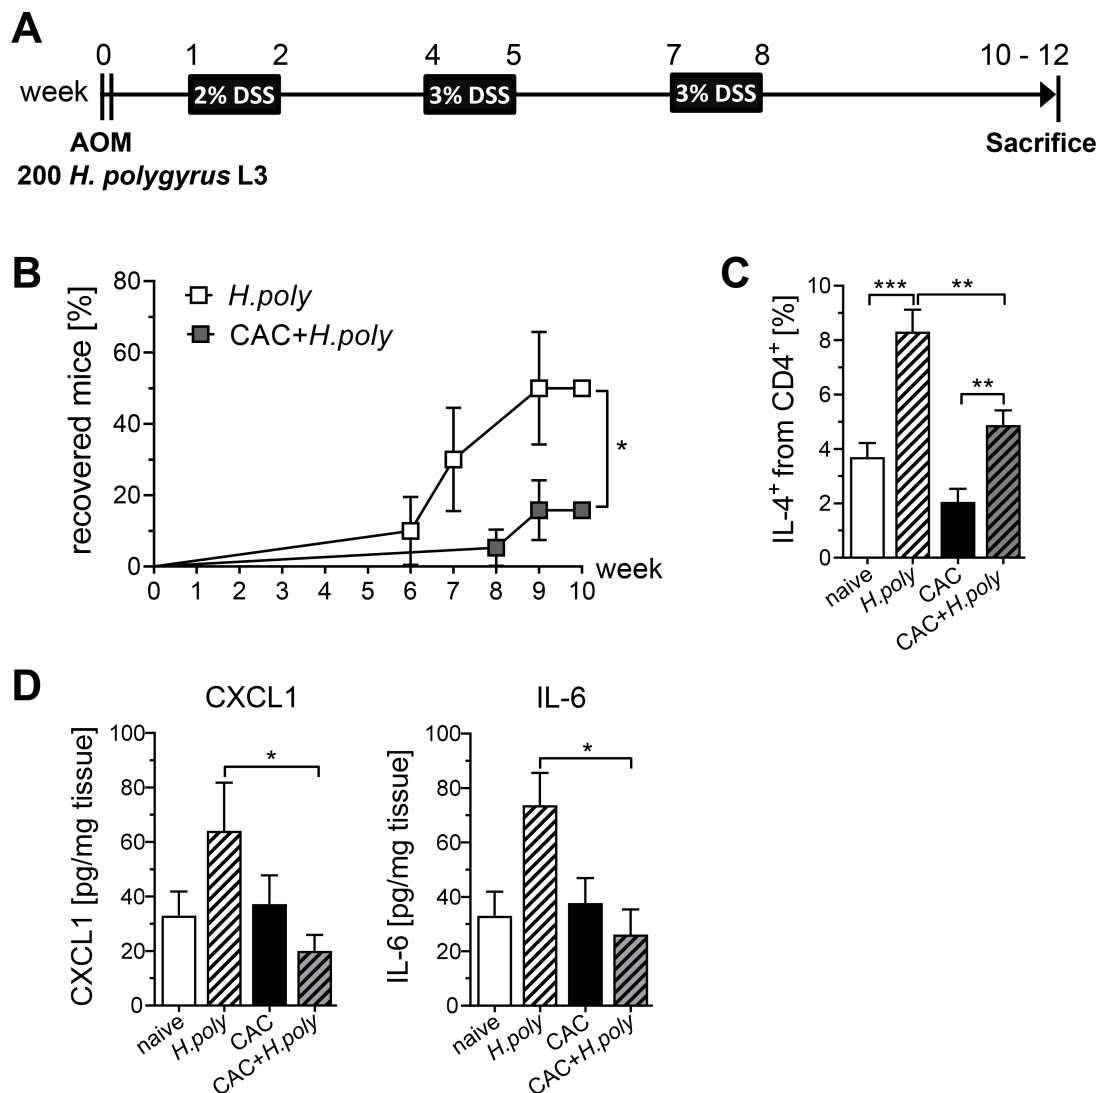 A
0 1 2 4 5 7 8 10 - 12
week 2% DSS 3% DSS 3% DSS
AOM Sacrifice
200 H. polygyrus L3
B
recovered mice [%]
80
60
40
20
0
H.poly
CAC+H.poly
*
0 1 2 3 4 5 6 7 8 9 10
week
C
IL-4+ from CD4+ [%]
10
8
6
4
2
0
*** **
**
naive
H.poly
CAC
CAC+H.poly
D
CXCL1
CXCL1 [pg/mg tissue]
100
80
60
40
20
0
*
naive
H.poly
CAC
CAC+H.poly
IL-6
IL-6 [pg/mg tissue]
100
80
60
40
20
0
*
naive
H.poly
CAC
CAC+H.poly